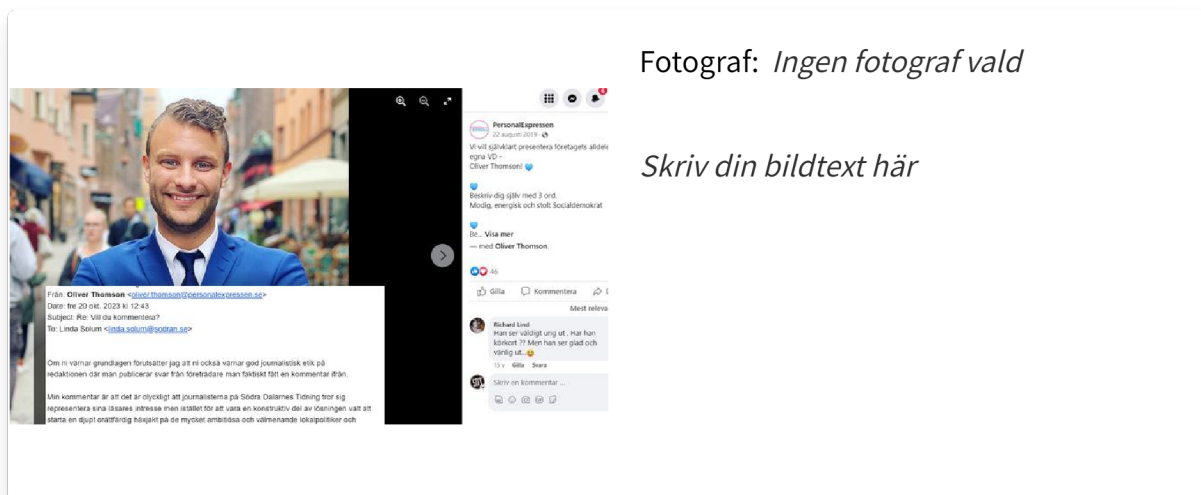 Fotograf: Ingen fotograf vald
Skriv din bildtext här
PersonalExpressen
22 augusti 2019
Vi vill självklart presentera företagets alldele
egna VD -
Oliver Thomson! 💙
💙
Beskriv dig själv med 3 ord.
Modig, energisk och stolt Socialdemokrat
💙
Be... Visa mer
— med Oliver Thomson.
46
Gilla Kommentera
Mest releva
Richard Lind
Han ser väldigt ung ut . Har han
körkort ?? Men han ser glad och
vänlig ut..
Gilla Svara
Skriv en kommentar ...
Från: Oliver Thomson <oliver.thomson@personalexpressen.se>
Date: fre 20 okt. 2023 kl 12:43
Subject: Re: Vill du kommentera?
To: Linda Solum <linda.solum@sodran.se>
Om ni värnar grundlagen förutsätter jag att ni också värnar god journalistisk etik på
redaktionen där man publicerar svar från företrädare man faktiskt fått en kommentar ifrån.
Min kommentar är att det är olyckligt att journalisterna på Södra Dalarnes Tidning tror sig
representera sina läsares intresse men istället för att vara en konstruktiv del av lösningen valt att
starta en djupt orättfärdig häxjakt på de mycket ambitiösa och välmenande lokalpolitiker och